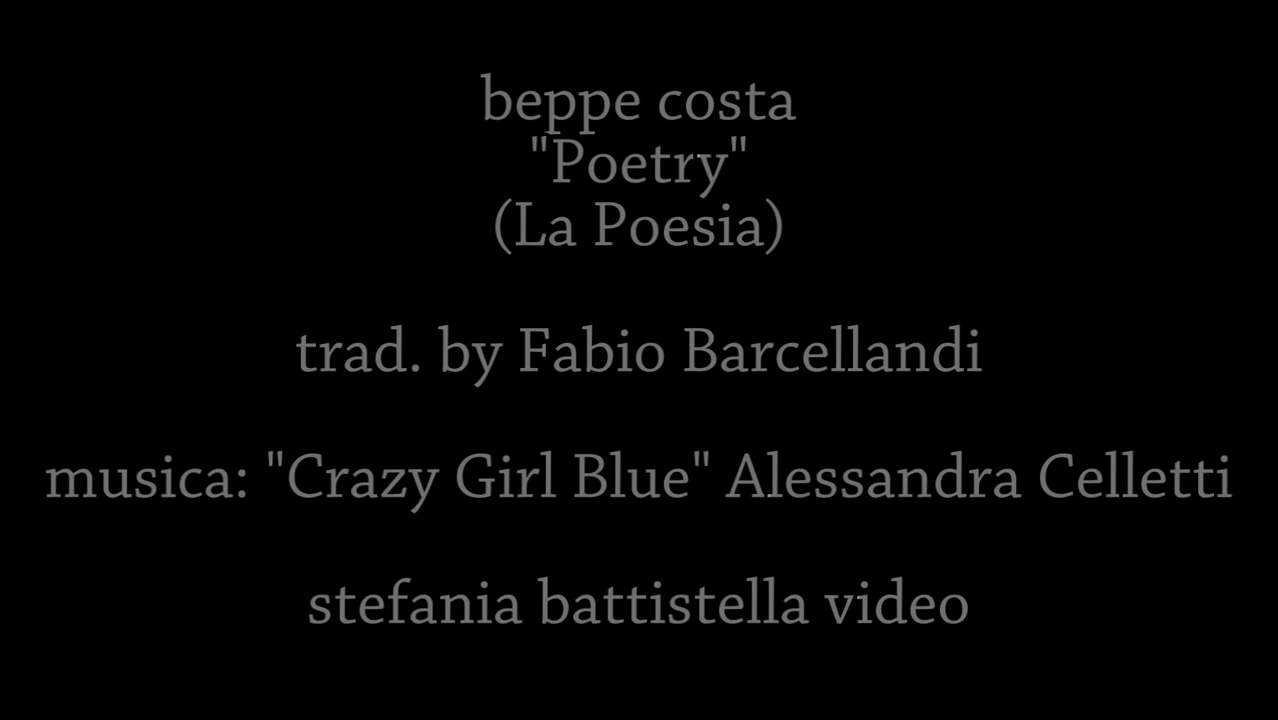 beppe costa
"Poetry"
(La Poesia)
trad. by Fabio Barcellandi
musica: "Crazy Girl Blue" Alessandra Celletti
stefania battistella video